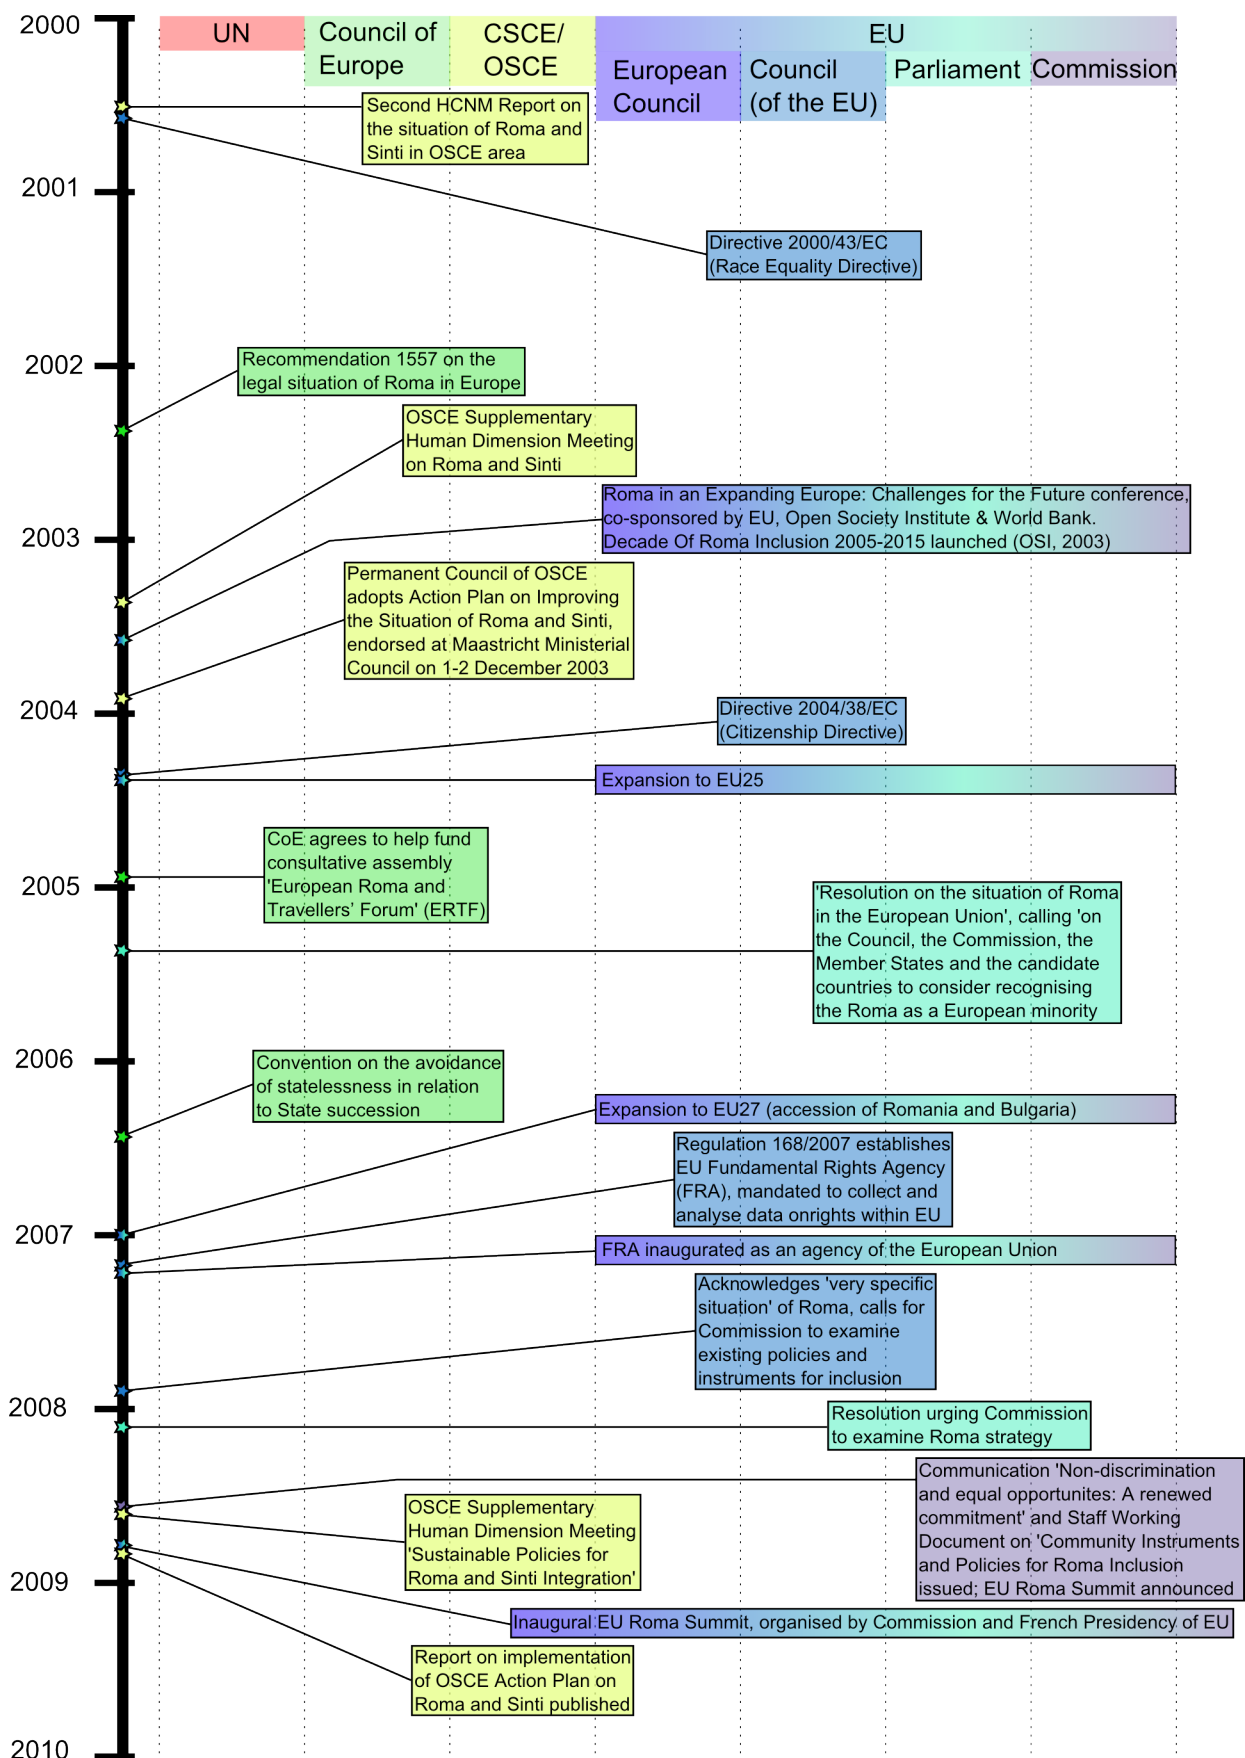 2000
UN
Council of
Europe
CSCE/
OSCE
EU
European
Council
Council
(of the EU)
Parliament
Commission
Second HCNM Report on
the situation of Roma and
Sinti in OSCE area
2001
Directive 2000/43/EC
(Race Equality Directive)
2002
Recommendation 1557 on the
legal situation of Roma in Europe
OSCE Supplementary
Human Dimension Meeting
on Roma and Sinti
Roma in an Expanding Europe: Challenges for the Future conference,
co-sponsored by EU, Open Society Institute & World Bank.
Decade Of Roma Inclusion 2005-2015 launched (OSI, 2003)
2003
Permanent Council of OSCE
adopts Action Plan on Improving
the Situation of Roma and Sinti,
endorsed at Maastricht Ministerial
Council on 1-2 December 2003
2004
Directive 2004/38/EC
(Citizenship Directive)
Expansion to EU25
CoE agrees to help fund
consultative assembly
'European Roma and
Travellers’ Forum' (ERTF)
2005
'Resolution on the situation of Roma
in the European Union', calling 'on
the Council, the Commission, the
Member States and the candidate
countries to consider recognising
the Roma as a European minority
2006
Convention on the avoidance
of statelessness in relation
to State succession
Expansion to EU27 (accession of Romania and Bulgaria)
Regulation 168/2007 establishes
EU Fundamental Rights Agency
(FRA), mandated to collect and
analyse data onrights within EU
2007
FRA inaugurated as an agency of the European Union
Acknowledges 'very specific
situation' of Roma, calls for
Commission to examine
existing policies and
instruments for inclusion
2008
Resolution urging Commission
to examine Roma strategy
Communication 'Non-discrimination
and equal opportunites: A renewed
commitment' and Staff Working
Document on 'Community Instruments
and Policies for Roma Inclusion
issued; EU Roma Summit announced
OSCE Supplementary
Human Dimension Meeting
'Sustainable Policies for
Roma and Sinti Integration'
2009
Inaugural EU Roma Summit, organised by Commission and French Presidency of EU
Report on implementation
of OSCE Action Plan on
Roma and Sinti published
2010